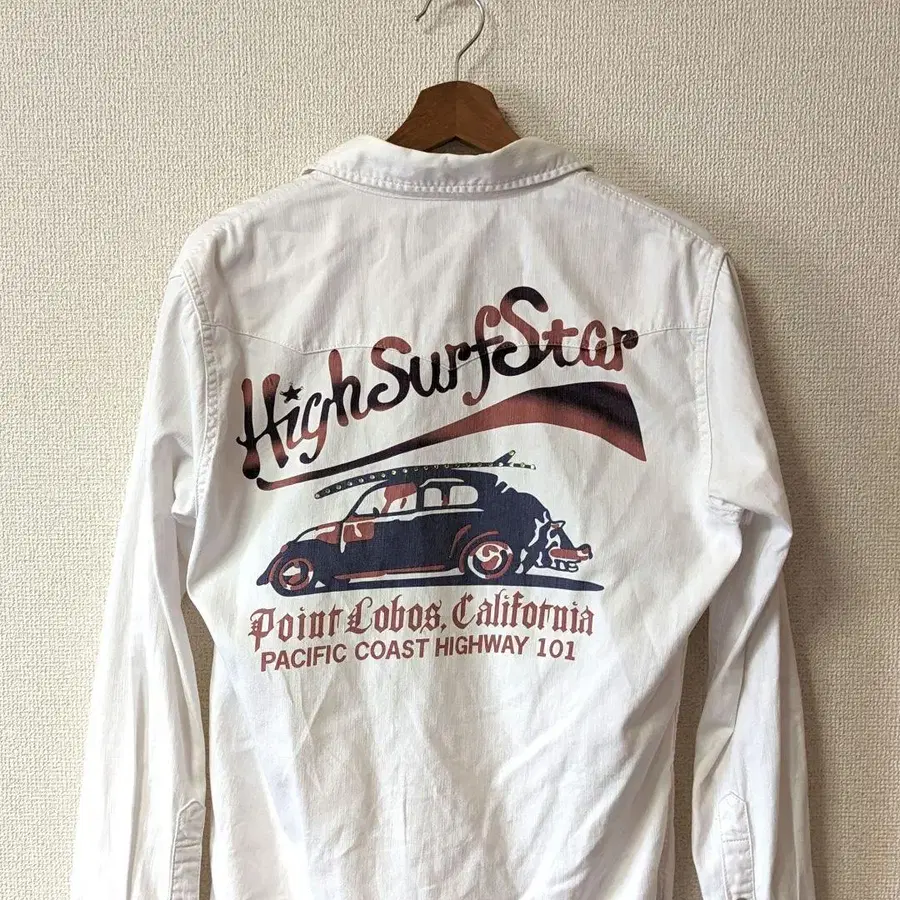 HighSurfStar
Point Lobos, California
PACIFIC COAST HIGHWAY 101